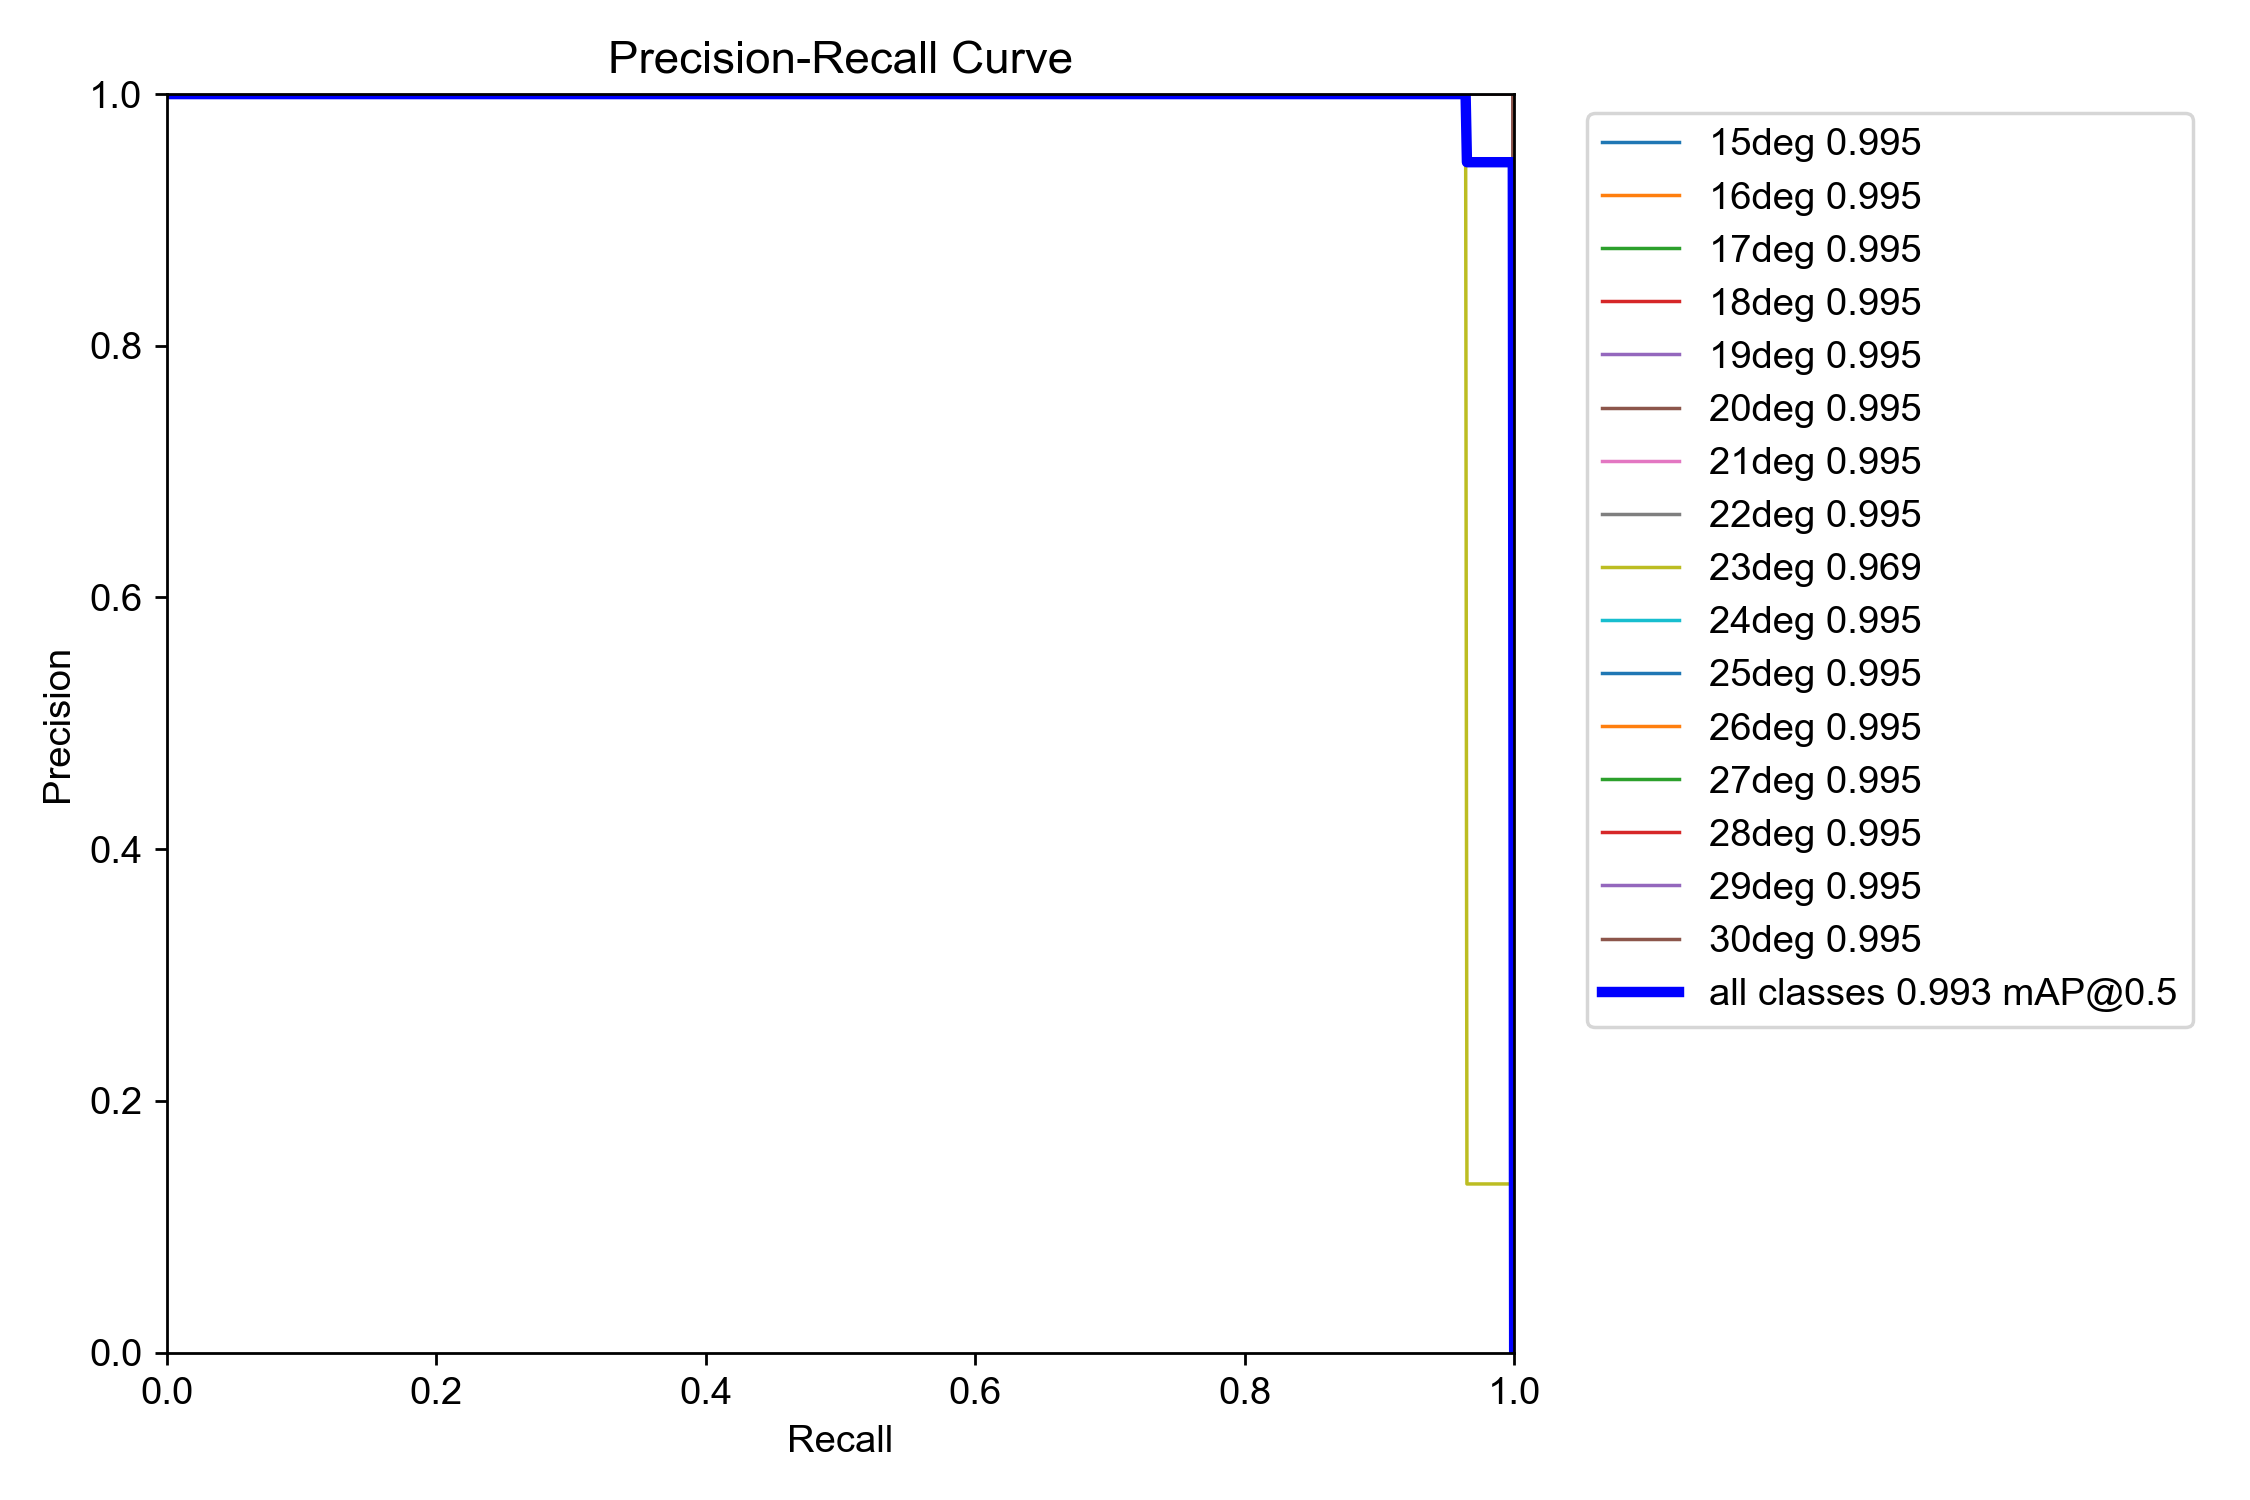 Precision-Recall Curve
1.0
0.8
0.6
0.4
0.2
0.0
Precision
0.0 0.2 0.4 0.6 0.8 1.0
Recall
15deg 0.995
16deg 0.995
17deg 0.995
18deg 0.995
19deg 0.995
20deg 0.995
21deg 0.995
22deg 0.995
23deg 0.969
24deg 0.995
25deg 0.995
26deg 0.995
27deg 0.995
28deg 0.995
29deg 0.995
30deg 0.995
all classes 0.993 mAP@0.5